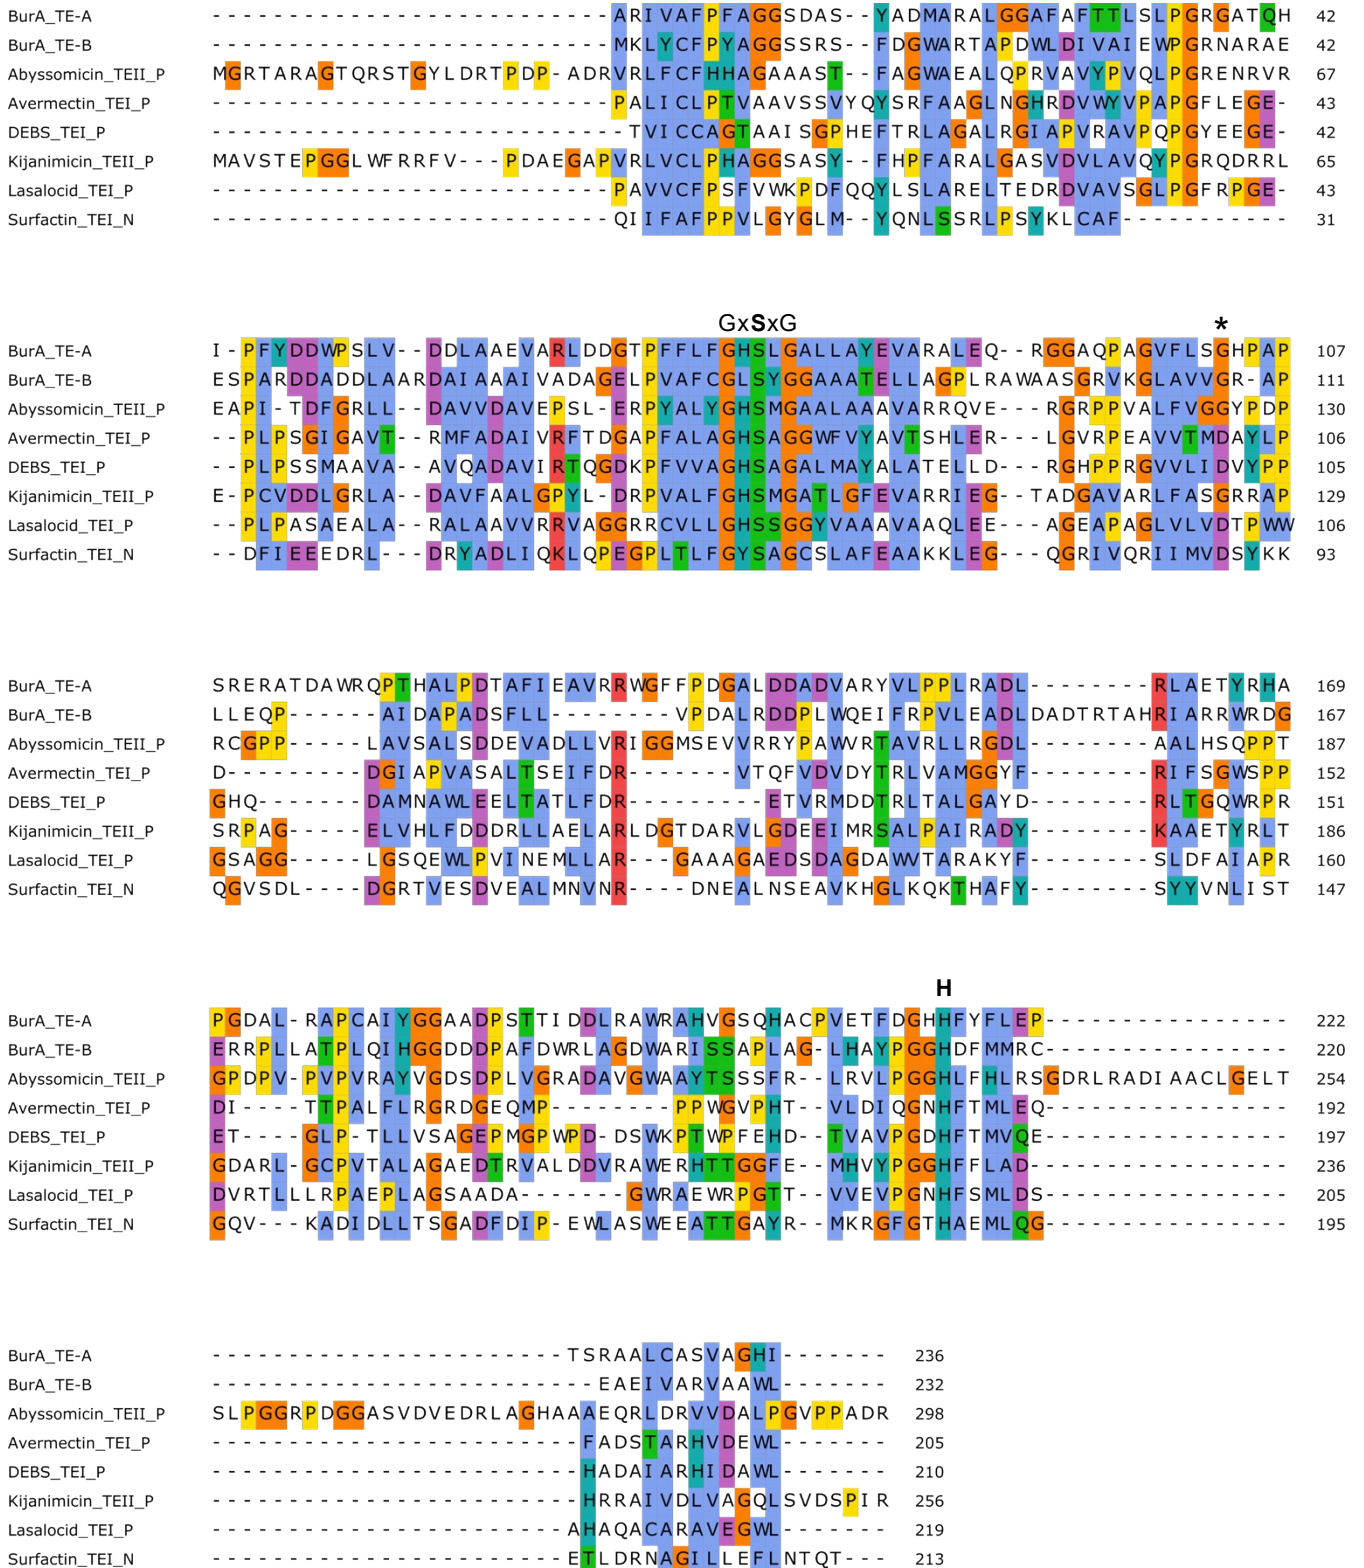 BurA_TE-A --------------------------ARIVAFPFAGGSDAS--YADMARALGGAFAFTTLSLPGRGATQH 42
BurA_TE-B --------------------------MKLYCFPYAGGSSRS--FDGWARTAPDWLDIVAIEWPGRNARAE 42
Abyssomicin_TEII_P MGRTARAGTQRSTGYLDRTPDP-ADRVRLFCFHHAGAAAST--FAGWAEALQPRVAVYPVQLPGRENRVR 67
Avermectin_TEI_P --------------------------PALICLPTVAAVSSVYQYSRFAAGLNGHRDVWYVPAPGFLEGE- 43
DEBS_TEI_P ---------------------------TVICCAGTAAISGPHEFTRLAGALRGIAPVRAVPQPGYEEGE- 42
Kijanimicin_TEII_P MAVSTEPGGLWFRRFV---PDAEGAPVRLVCLPHAGGSASY--FHPFARALGASVDVLAVQYPGRQDRRL 65
Lasalocid_TEI_P --------------------------PAVVCFPSFVWKPDFQQYLSLARELTEDRDVAVSGLPGFRPGE- 43
Surfactin_TEI_N --------------------------QIIFAFPPVLGYGLM--YQNLSSRLPSYKLCAF----------- 31
GxSxG *
BurA_TE-A I-PFYDDWPSLV--DDLAAEVARLDDGTPFFLFGHSLGALLAYEVARALEQ--RGGAQPAGVFLSGHPAP 107
BurA_TE-B ESPARDDADDLAARDAIAAAIVADAGELPVAFCGLSYGGAAATELLAGPLRAWAASGRVKGLAVVGR-AP 111
Abyssomicin_TEII_P EAPI-TDFGRLL--DAVVDAVEPSL-ERPYALYGHSMGAALAAAVARRQVE---RGRPPVALFVGGYPDP 130
Avermectin_TEI_P --PLPSGIGAVT--RMFADAIVRFTDGAPFALAGHSAGGWFVYAVTSHLER---LGVRPEAVVTMDAYLP 106
DEBS_TEI_P --PLPSSMAAVA--AVQADAVIRTQGDKPFVVAGHSAGALMAYALATELLD---RGHPPRGVVLIDVYPP 105
Kijanimicin_TEII_P E-PCVDDLGRLA--DAVFAALGPYL-DRPVALFGHSMGATLGFEVARRIEG--TADGAVARLFASGRRAP 129
Lasalocid_TEI_P --PLPASAEALA--RALAAVVRRVAGGRRCVLLGHSSGGYVAAAVAAQLEE---AGEAPAGLVLVDTPWW 106
Surfactin_TEI_N --DFIEEEDRL---DRYADLIQKLQPEGPLTLFGYSAGCSLAFEAAKKLEG---QGRIVQRIIMVDSYKK 93
BurA_TE-A SRERATDAWRQPTHALPDTAFIEAVRRWGFFPDGALDDADVARYVLPPLRADL--------RLAETYRHA 169
BurA_TE-B LLEQP------AIDAPADSFLL--------VPDALRDDPLWQEIFRPVLEADLDADTRTAHRIARRWRDG 167
Abyssomicin_TEII_P RCGPP-----LAVSALSDDEVADLLVRIGGMSEVVRRYPAWVRTAVRLLRGDL--------AALHSQPPT 187
Avermectin_TEI_P D---------DGIAPVASALTSEIFDR-------VTQFVDVDYTRLVAMGGYF--------RIFSGWSPP 152
DEBS_TEI_P GHQ-------DAMNAWLEELTATLFDR---------ETVRMDDTRLTALGAYD--------RLTGQWRPR 151
Kijanimicin_TEII_P SRPAG-----ELVHLFDDDRLLAELARLDGTDARVLGDEEIMRSALPAIRADY--------KAAETYRLT 186
Lasalocid_TEI_P GSAGG-----LGSQEWLPVINEMLLAR---GAAAGAEDSDAGDAWVTARAKYF--------SLDFAIAPR 160
Surfactin_TEI_N QGVSDL----DGRTVESDVEALMNVNR----DNEALNSEAVKHGLKQKTHAFY--------SYYVNLIST 147
H
BurA_TE-A PGDAL-RAPCAIYGGAADPSTTIDDLRAWRAHVGSQHACPVETFDGHHFYFLEP---------------- 222
BurA_TE-B ERRPLLATPLQIHGGDDDPAFDWRLAGDWARISSAPLAG-LHAYPGGHDFMMRC---------------- 220
Abyssomicin_TEII_P GPDPV-PVPVRAYVGDSDPLVGRADAVGWAAYTSSSFR--LRVLPGGHLFHLRSGDRLRADIAACLGELT 254
Avermectin_TEI_P DI----TTPALFLRGRDGEQMP--------PPWGVPHT--VLDIQGNHFTMLEQ---------------- 192
DEBS_TEI_P ET----GLP-TLLVSAGEPMGPWPD-DSWKPTWPFEHD--TVAVPGDHFTMVQE---------------- 197
Kijanimicin_TEII_P GDARL-GCPVTALAGAEDTRVALDDVRAWERHTTGGFE--MHVYPGGHFFLAD----------------- 236
Lasalocid_TEI_P DVRTLLLRPAEPLAGSAADA-------GWRAEWRPGTT--VVEVPGNHFSMLDS---------------- 205
Surfactin_TEI_N GQV---KADIDLLTSGADFDIP-EWLASWEEATTGAYR--MKRGFGTHAEMLQG---------------- 195
BurA_TE-A -----------------------TSRAALCASVAGHI------- 236
BurA_TE-B -------------------------EAEIVARVAAWL------- 232
Abyssomicin_TEII_P SLPGGRPDGGASVDVEDRLAGHAAAEQRLDRVVDALPGVPPADR 298
Avermectin_TEI_P ------------------------FADSTARHVDEWL------- 205
DEBS_TEI_P ------------------------HADAIARHIDAWL------- 210
Kijanimicin_TEII_P ------------------------HRRAIVDLVAGQLSVDSPIR 256
Lasalocid_TEI_P -----------------------AHAQACARAVEGWL------- 219
Surfactin_TEI_N -----------------------ETLDRNAGILLEFLNTQT--- 213